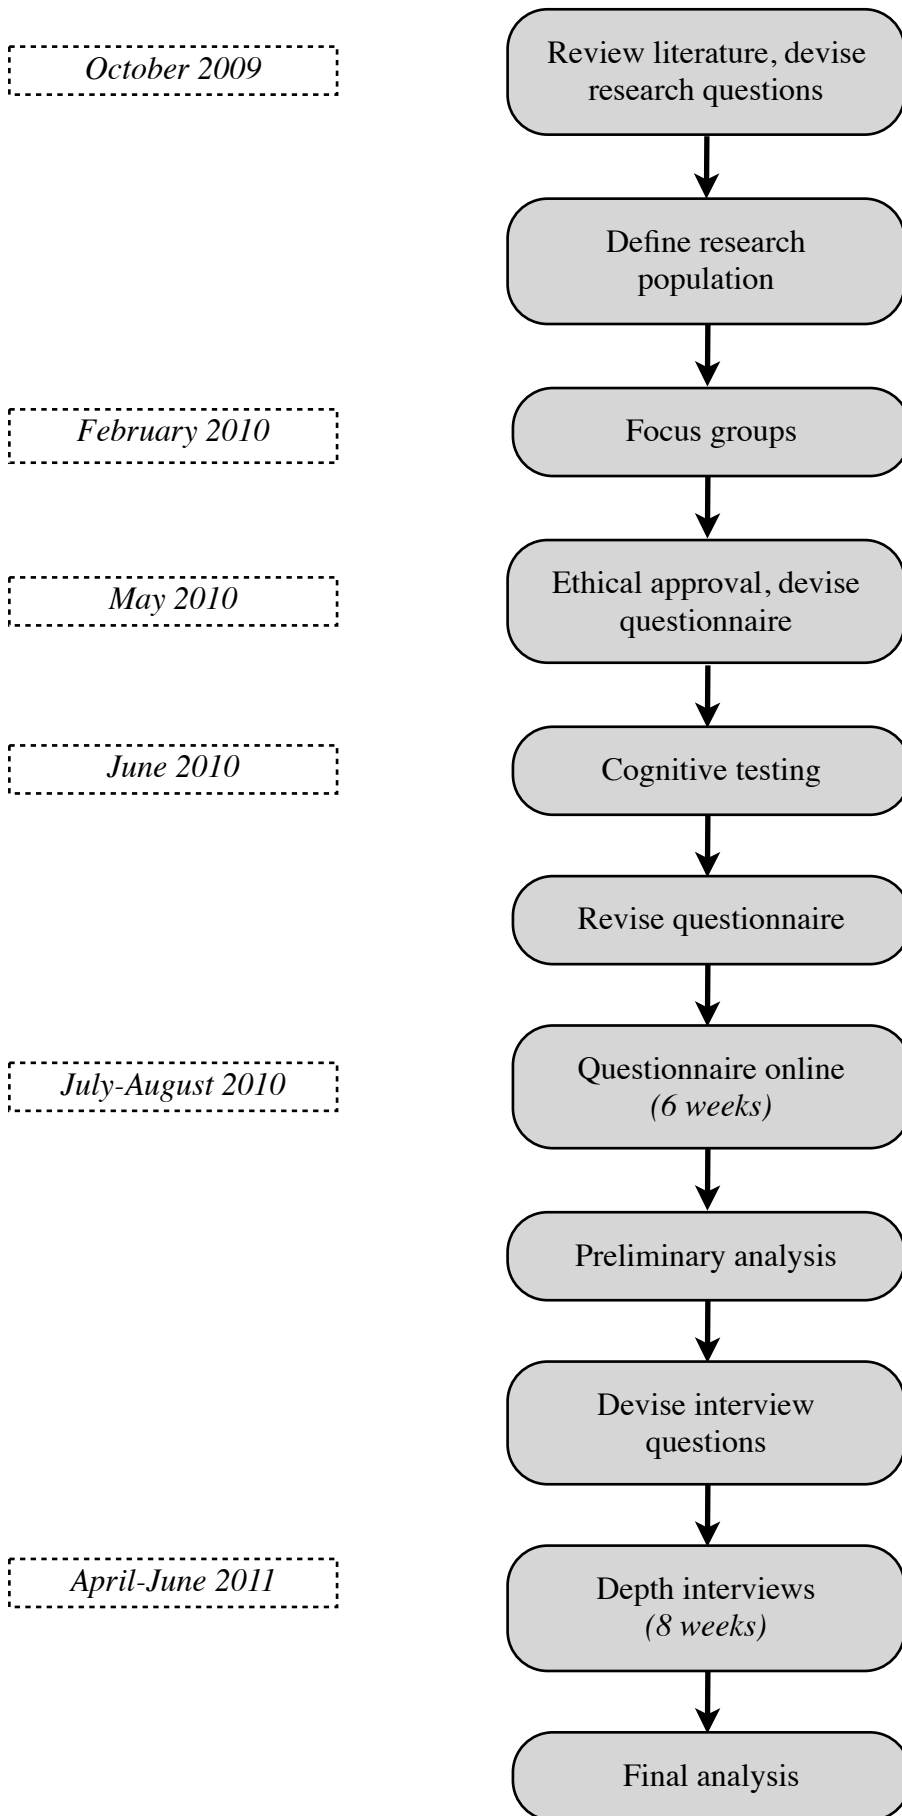 October 2009
Review literature, devise
research questions
Define research
population
February 2010
Focus groups
May 2010
Ethical approval, devise
questionnaire
June 2010
Cognitive testing
Revise questionnaire
July-August 2010
Questionnaire online
(6 weeks)
Preliminary analysis
Devise interview
questions
April-June 2011
Depth interviews
(8 weeks)
Final analysis